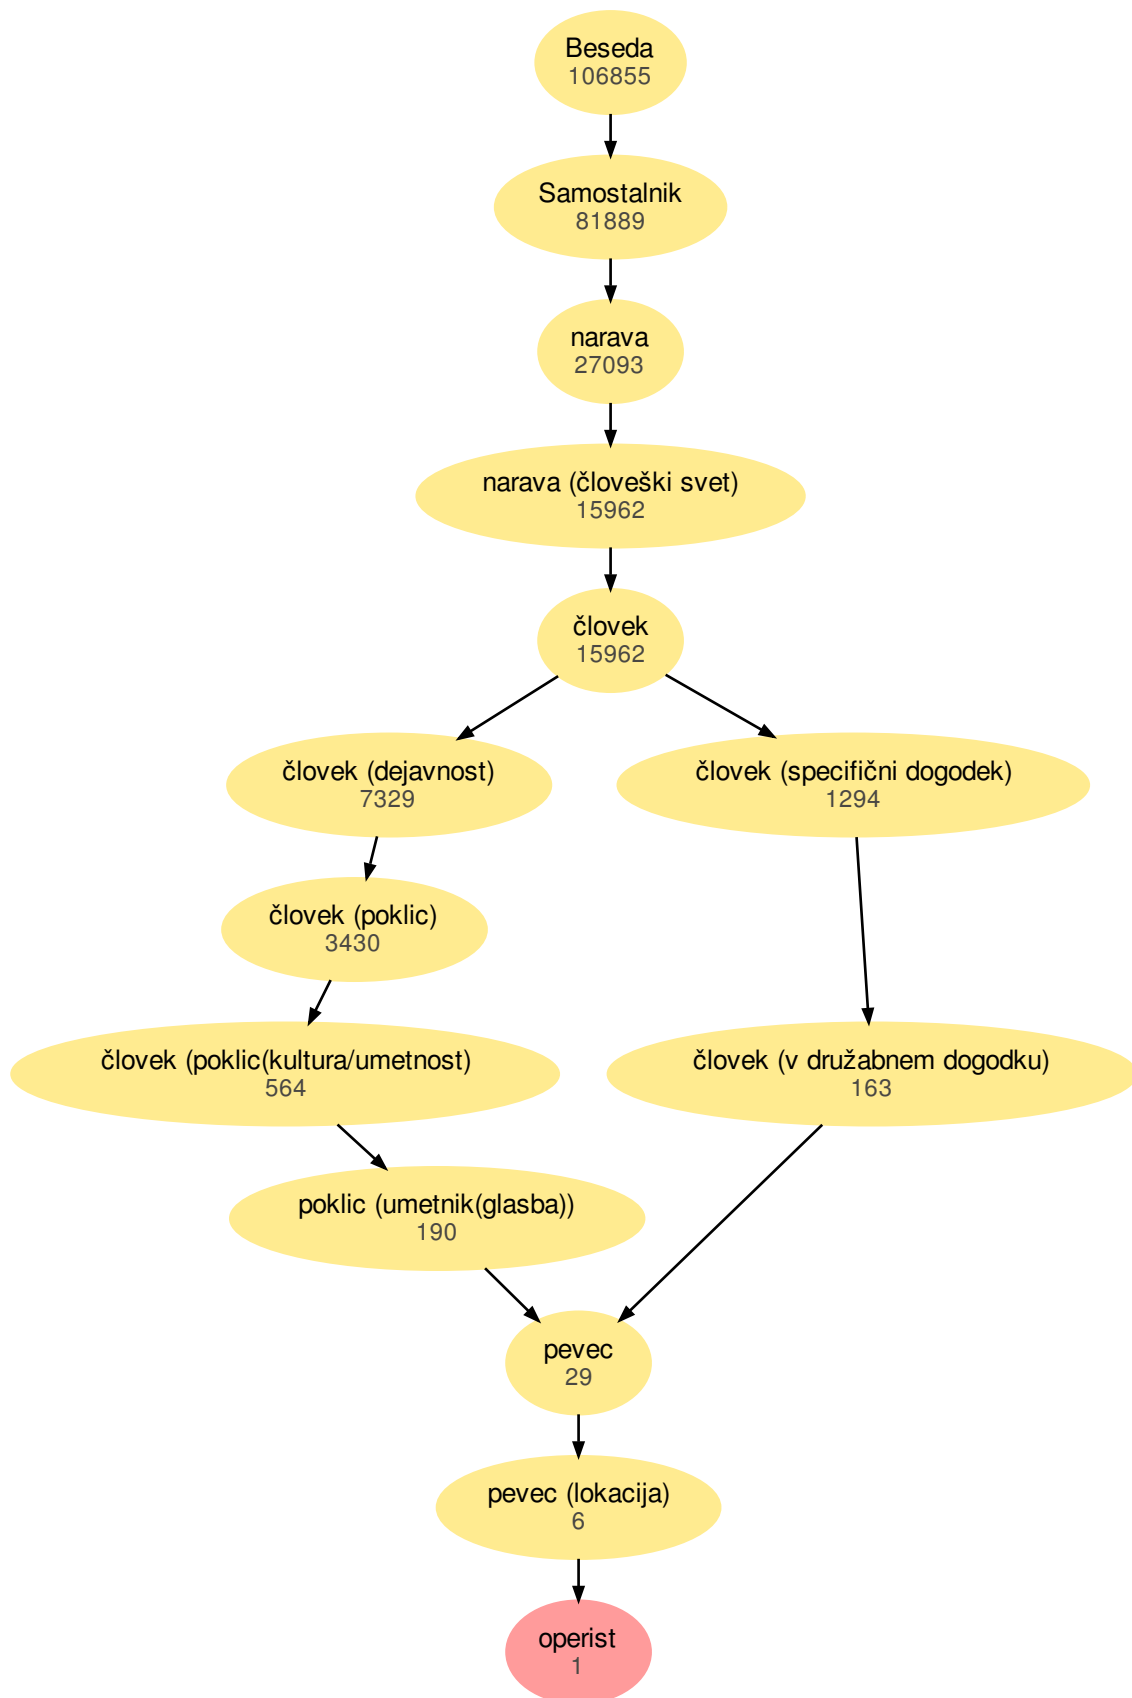 Beseda
106855
Samostalnik
81889
narava
27093
narava (človeški svet)
15962
človek
15962
človek (dejavnost)
7329
človek (specifični dogodek)
1294
človek (poklic)
3430
človek (poklic(kultura/umetnost)
564
človek (v družabnem dogodku)
163
poklic (umetnik(glasba))
190
pevec
29
pevec (lokacija)
6
operist
1